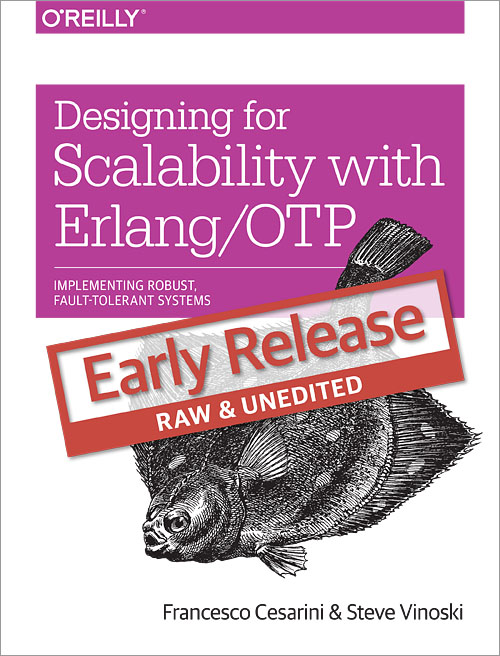 O'REILLY®
Designing for
Scalability with
Erlang/OTP
IMPLEMENTING ROBUST,
FAULT-TOLERANT SYSTEMS
Early Release
RAW & UNEDITED
Francesco Cesarini & Steve Vinoski